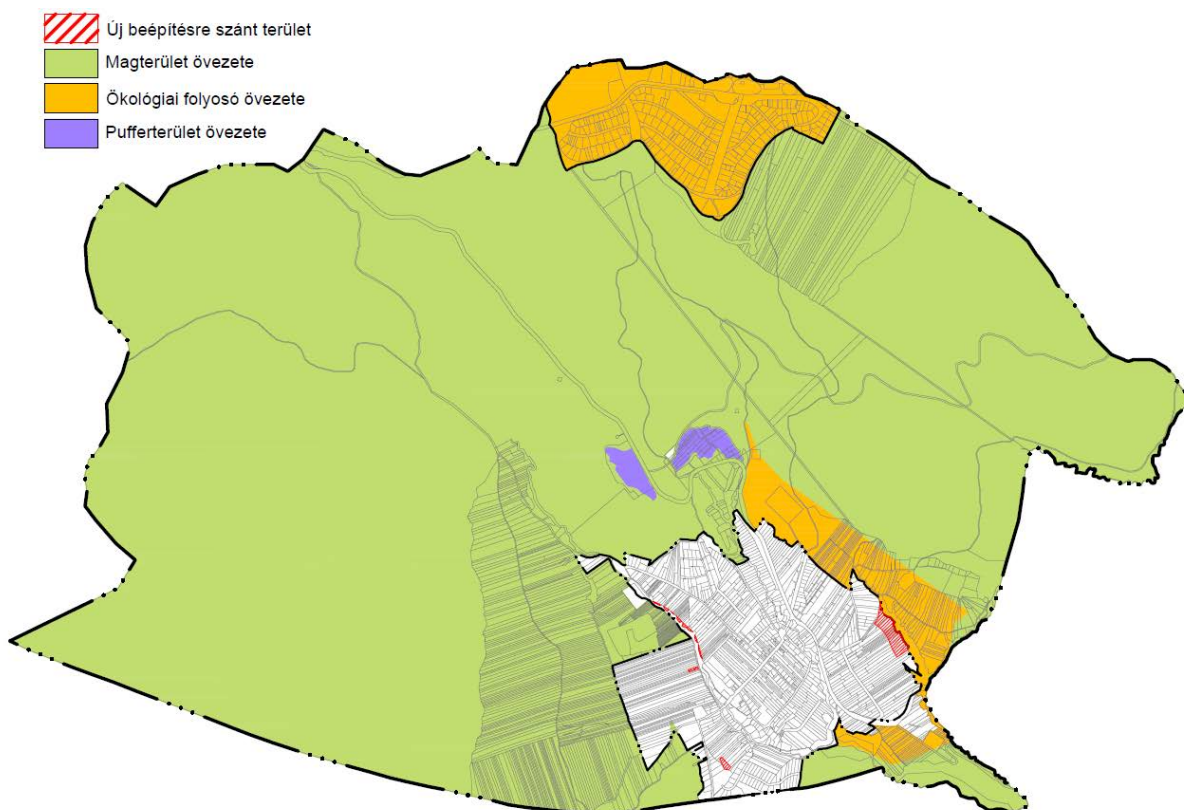 Új beépítésre szánt terület
Magterület övezete
Ökológiai folyosó övezete
Pufferterület övezete